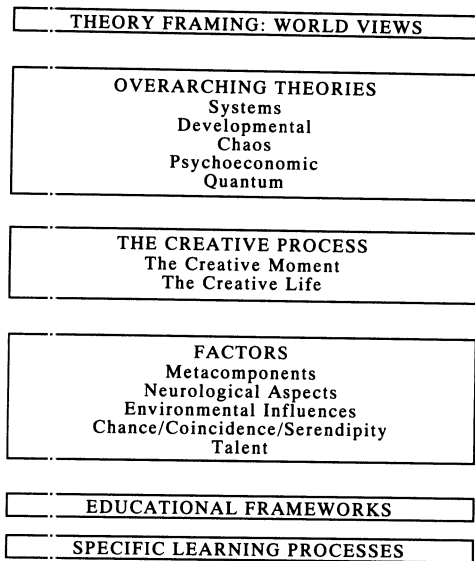 THEORY FRAMING: WORLD VIEWS
OVERARCHING THEORIES
Systems
Developmental
Chaos
Psychoeconomic
Quantum
THE CREATIVE PROCESS
The Creative Moment
The Creative Life
FACTORS
Metacomponents
Neurological Aspects
Environmental Influences
Chance/Coincidence/Serendipity
Talent
EDUCATIONAL FRAMEWORKS
SPECIFIC LEARNING PROCESSES